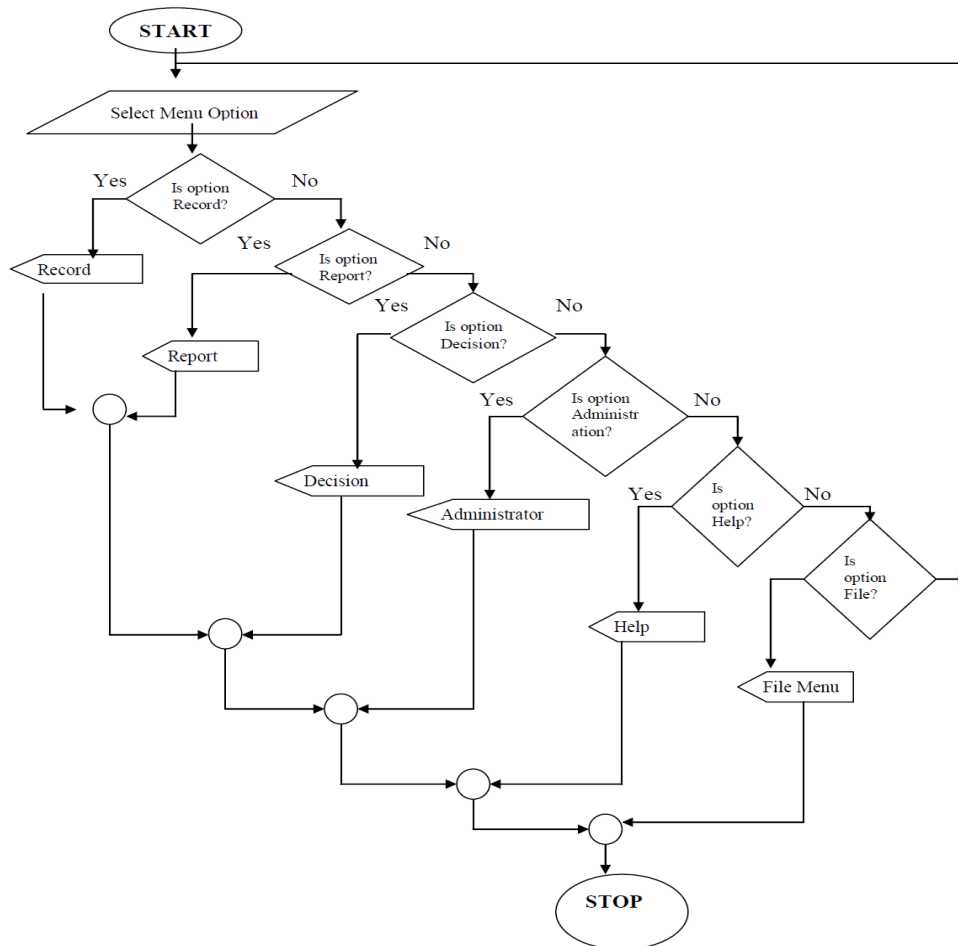 START
Select Menu Option
Yes
No
Is option
Record?
Yes
No
Record
Is option
Report?
Yes
No
Report
Is option
Decision?
Yes
No
Decision
Is option
Administr
ation?
Yes
No
Administrator
Is
option
Help?
Yes
No
Help
Is
option
File?
File Menu
STOP